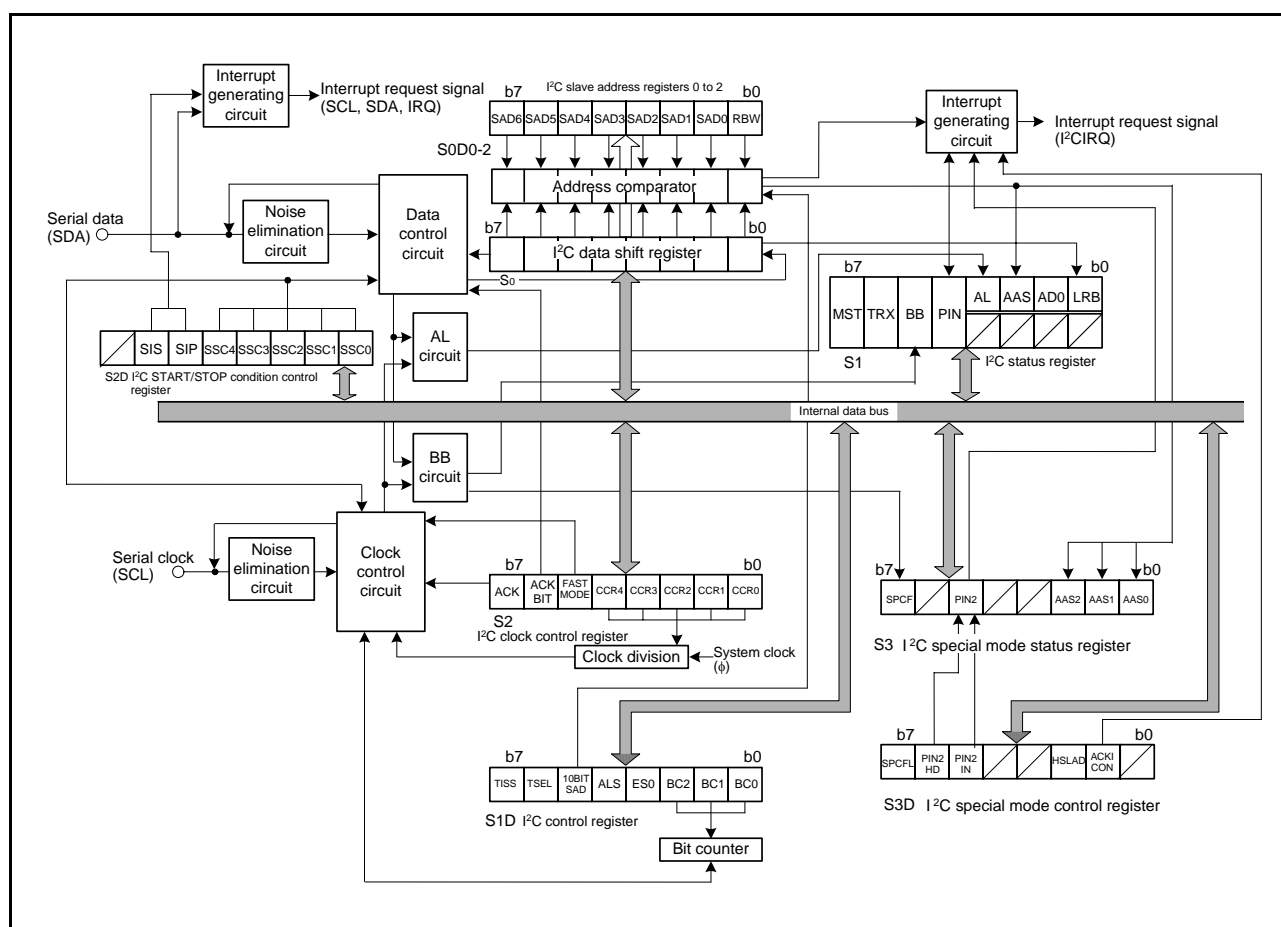 Interrupt
generating
circuit
Interrupt request signal
(SCL, SDA, IRQ)
b7
I²C slave address registers 0 to 2
b0
SAD6 SAD5 SAD4 SAD3 SAD2 SAD1 SAD0 RBW
S0D0-2
Address comparator
Interrupt
generating
circuit
Interrupt request signal
(I²CIRQ)
Serial data
(SDA)
Noise
elimination
circuit
Data
control
circuit
b7
b0
I²C data shift register
S0
b7
b0
MST TRX BB PIN AL AAS AD0 LRB
S1
I²C status register
SIS SIP SSC4 SSC3 SSC2 SSC1 SSC0
S2D I²C START/STOP condition control
register
AL
circuit
Internal data bus
BB
circuit
Serial clock
(SCL)
Noise
elimination
circuit
Clock
control
circuit
b7
b0
ACK ACK BIT FAST MODE CCR4 CCR3 CCR2 CCR1 CCR0
S2
I²C clock control register
Clock division
System clock
(ϕ)
b7
b0
SPCF PIN2 AAS2 AAS1 AAS0
S3 I²C special mode status register
b7
b0
TISS TSEL 10BIT SAD ALS ES0 BC2 BC1 BC0
S1D I²C control register
Bit counter
b7
b0
SPCFL PIN2 HD PIN2 IN HSLAD ACKI CON
S3D I²C special mode control register